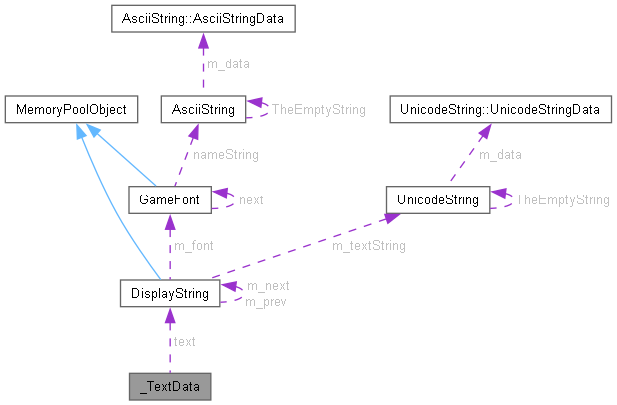 AsciiString::AsciiStringData
m_data
MemoryPoolObject
AsciiString
TheEmptyString
UnicodeString::UnicodeStringData
nameString
m_data
GameFont
next
UnicodeString
TheEmptyString
m_font
m_textString
DisplayString
m_next
m_prev
text
_TextData